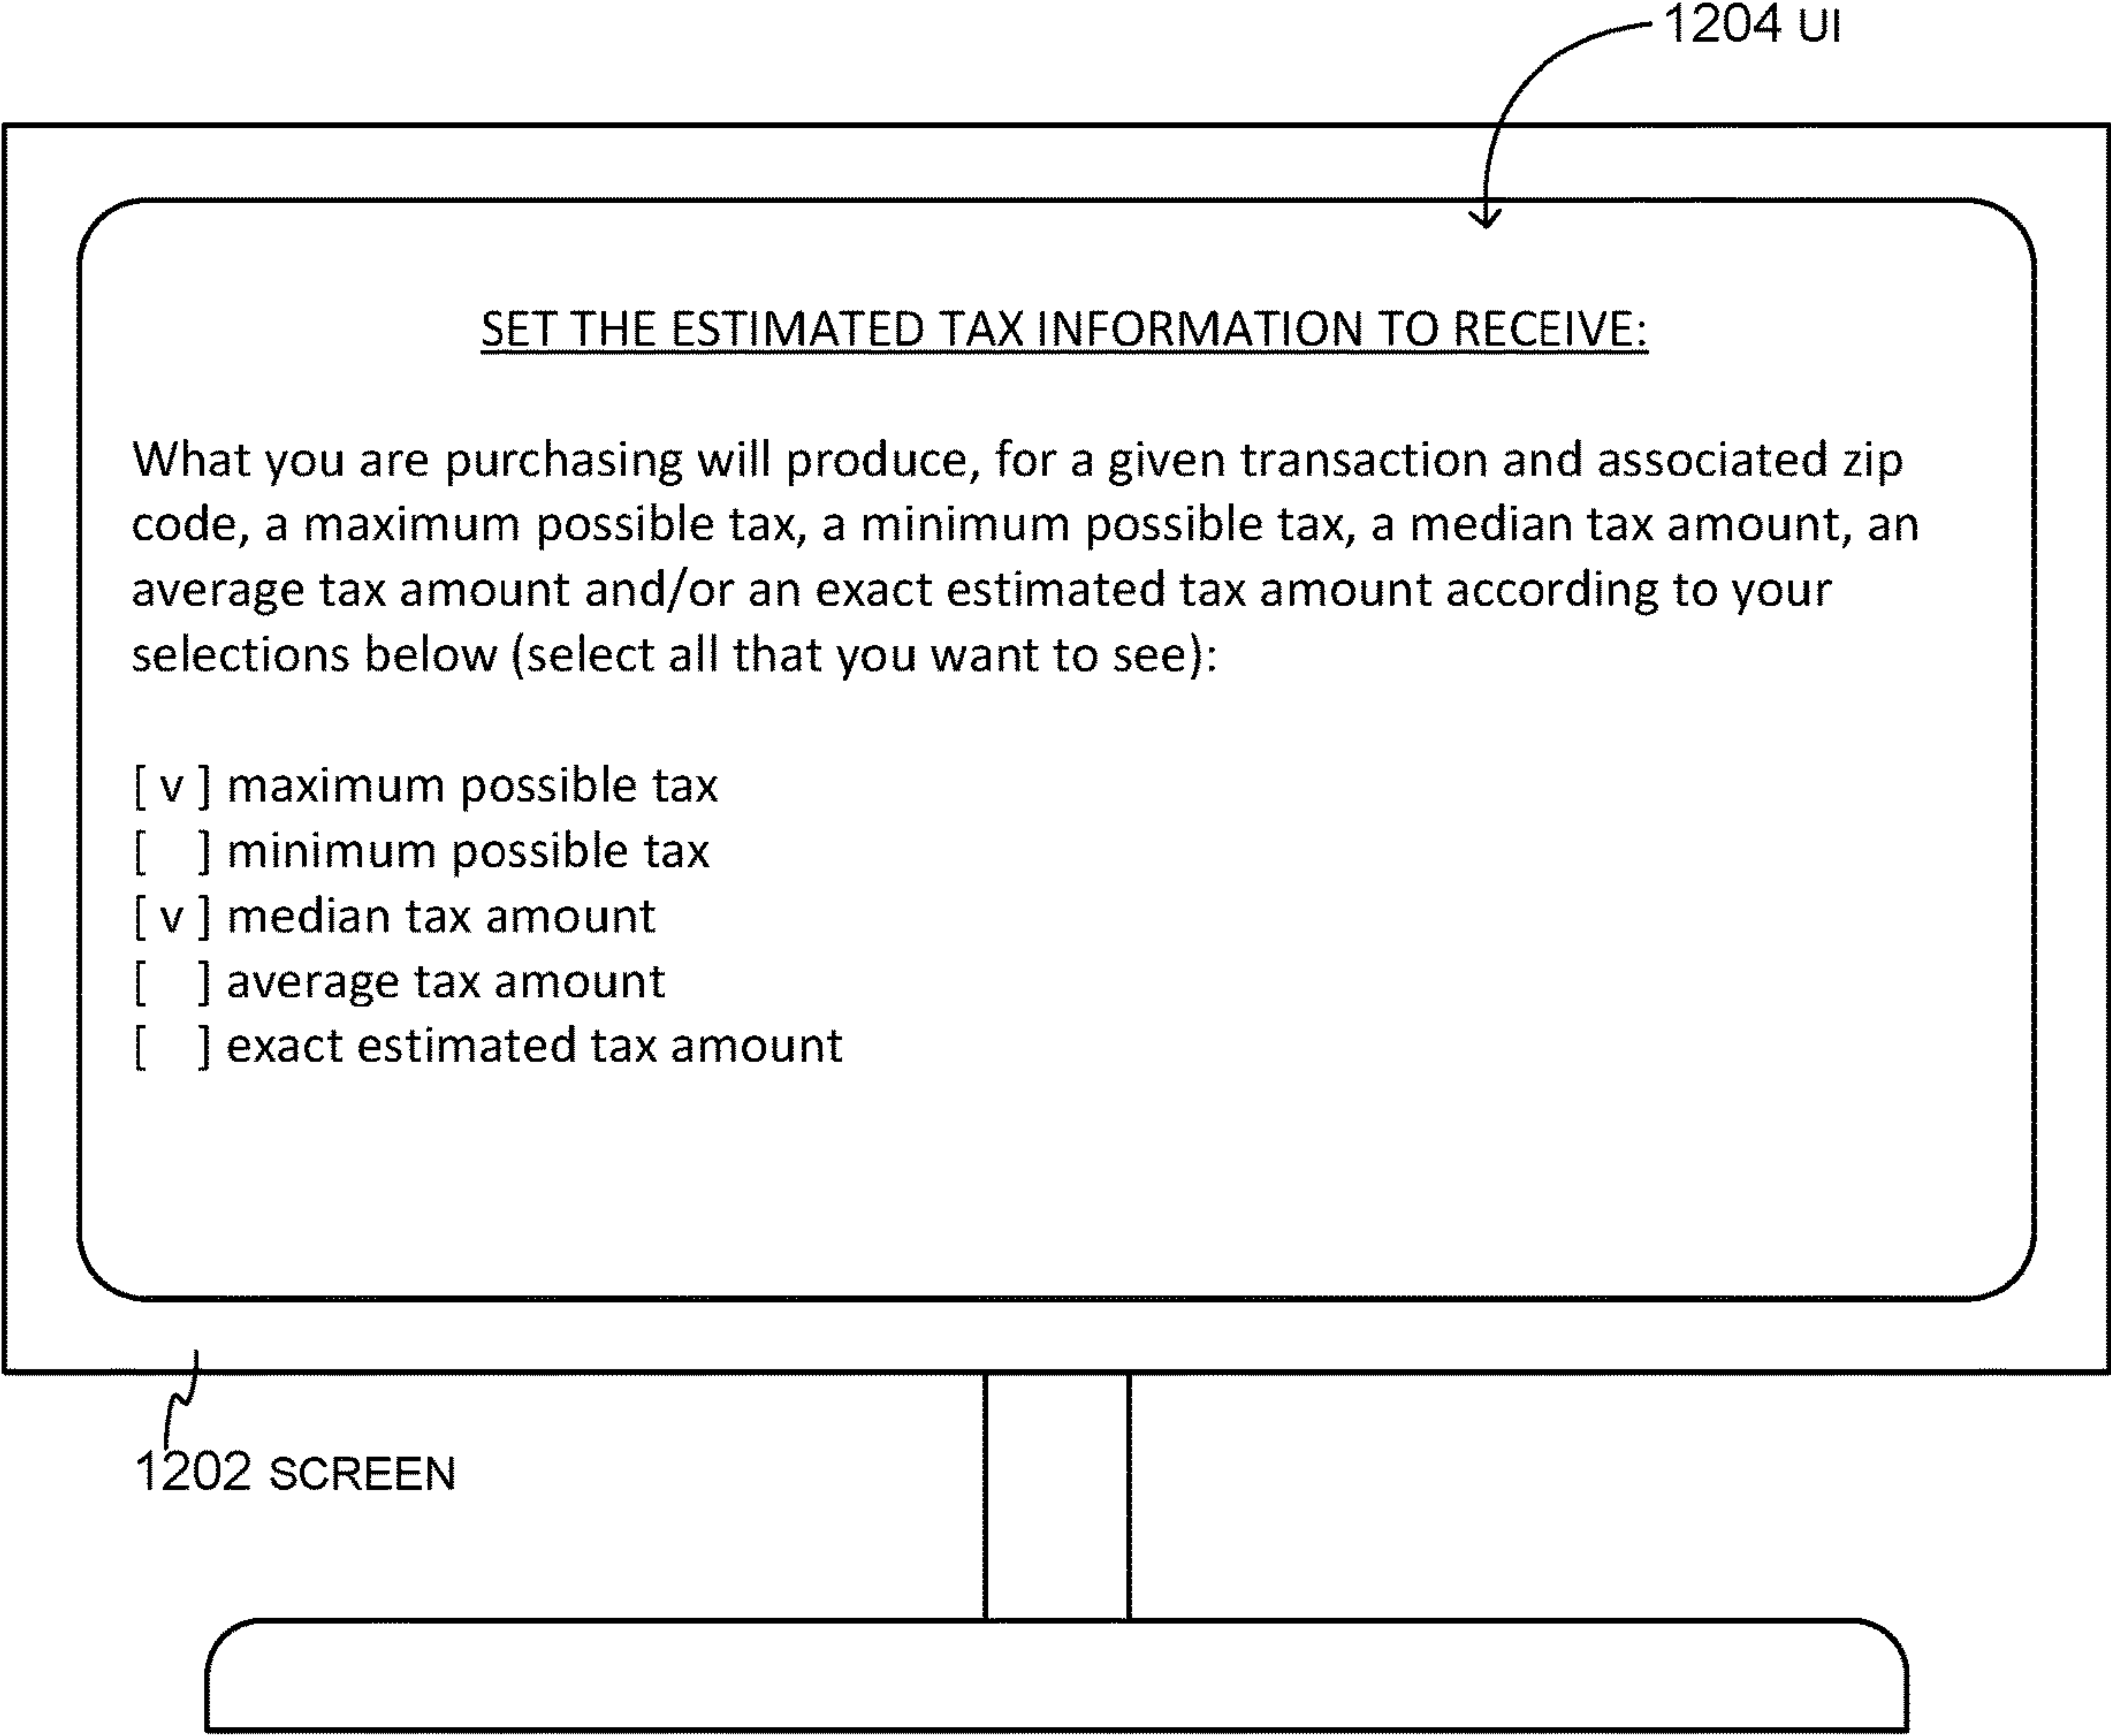 1204 UI
SET THE ESTIMATED TAX INFORMATION TO RECEIVE:
What you are purchasing will produce, for a given transaction and associated zip
code, a maximum possible tax, a minimum possible tax, a median tax amount, an
average tax amount and/or an exact estimated tax amount according to your
selections below (select all that you want to see):
[ v ] maximum possible tax
[   ] minimum possible tax
[ v ] median tax amount
[   ] average tax amount
[   ] exact estimated tax amount
1202 SCREEN